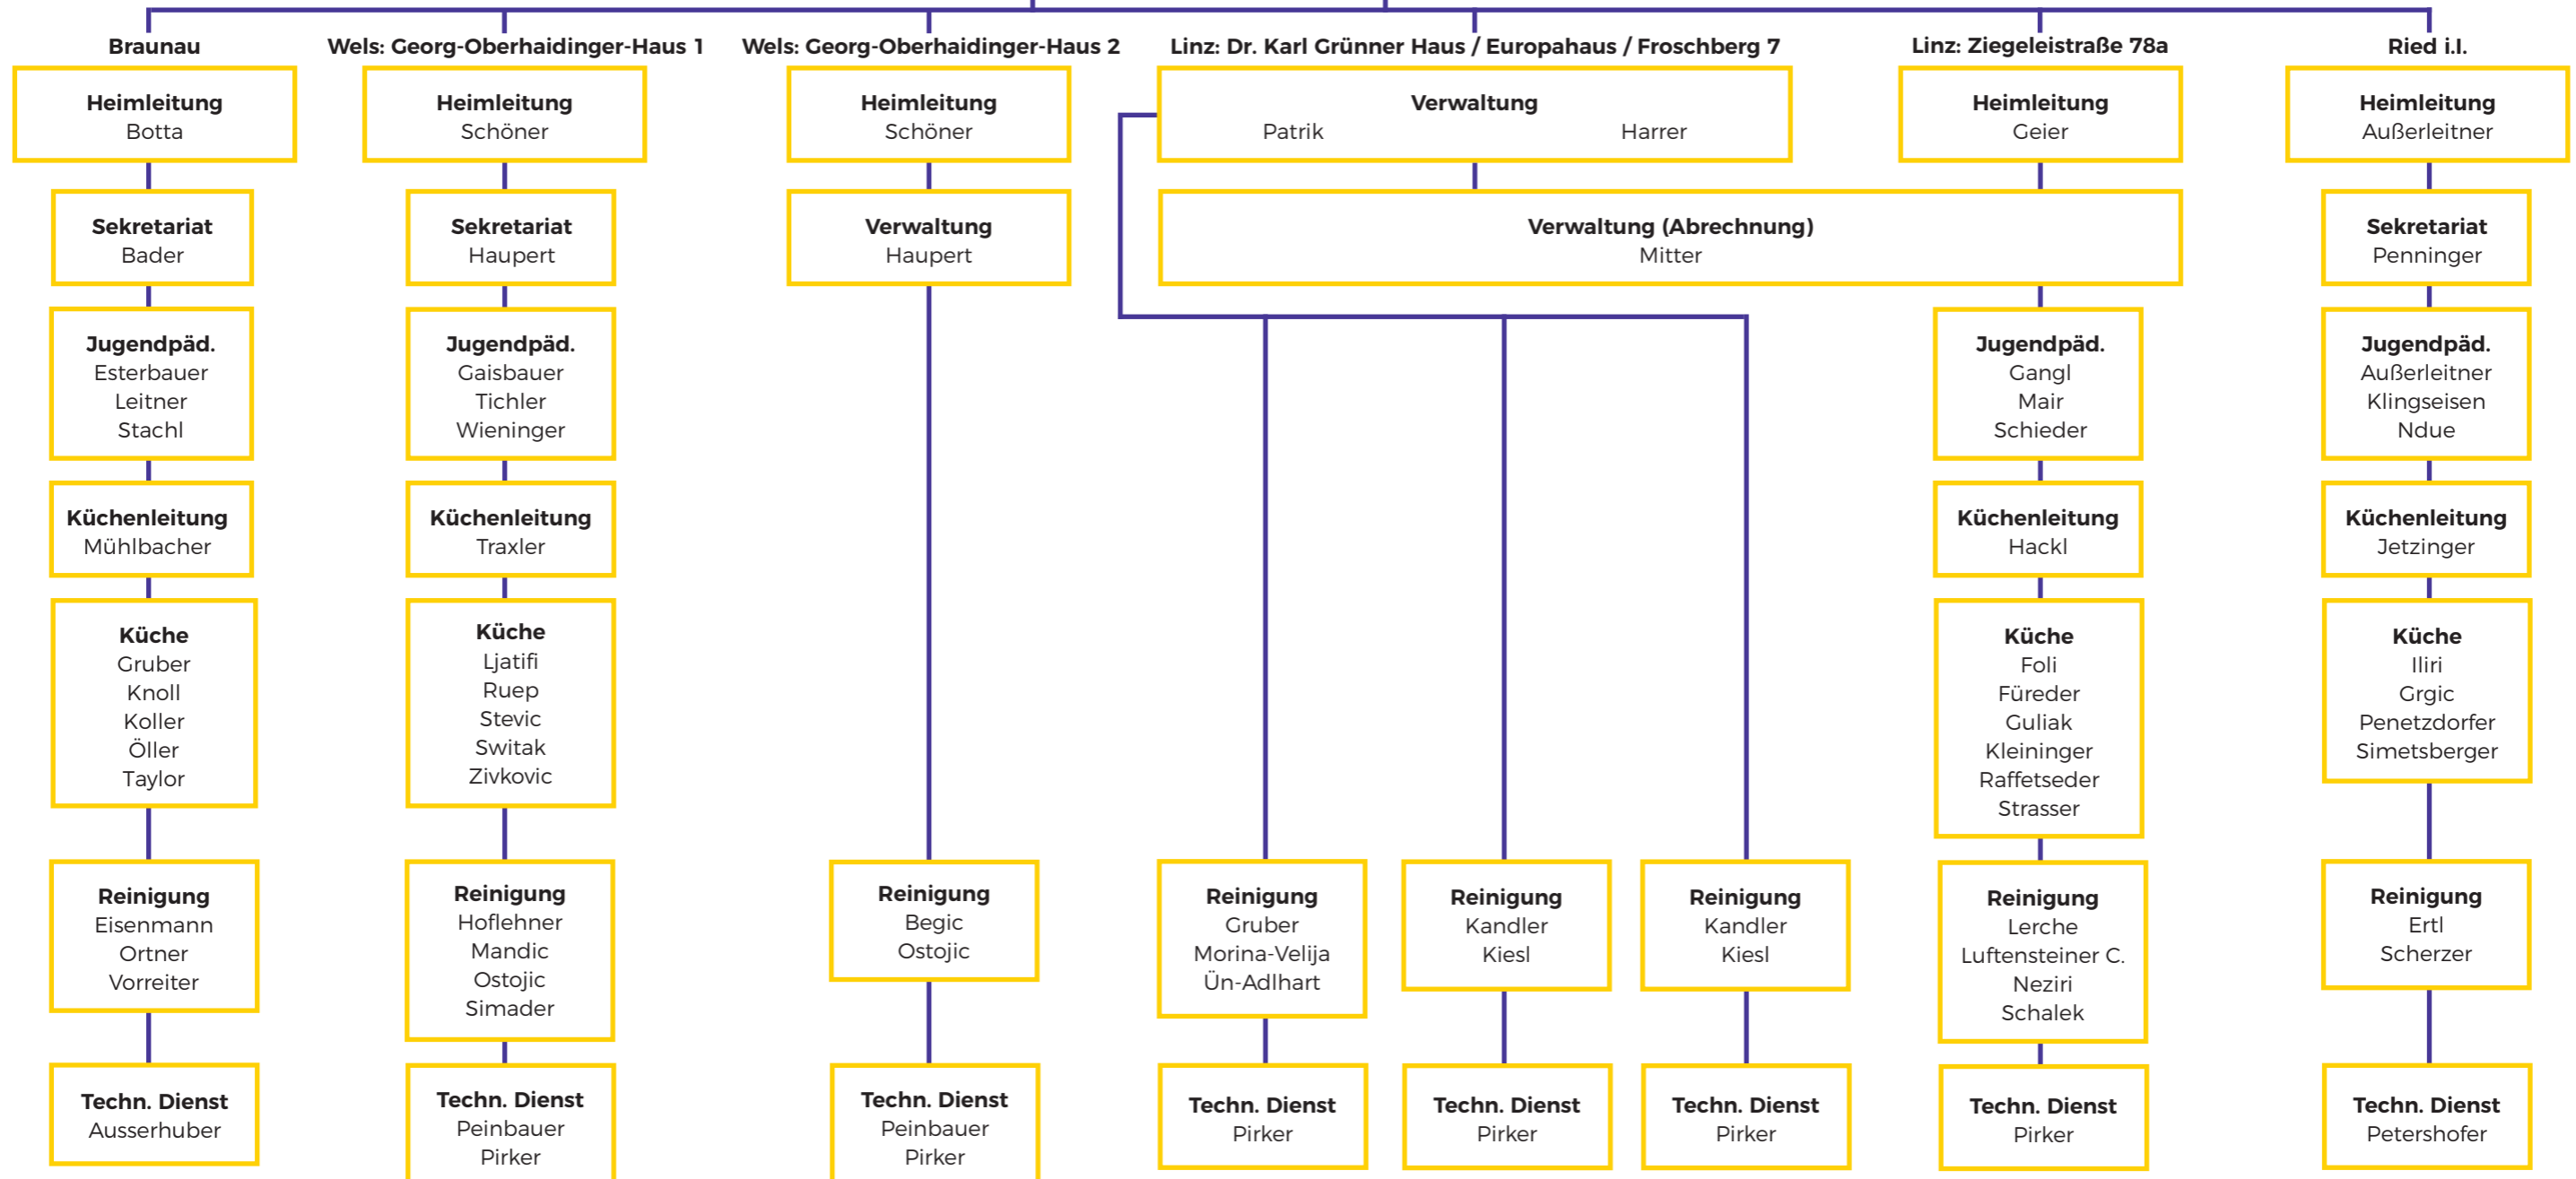 Braunau
Heimleitung
Botta
Sekretariat
Bader
Jugendpäd.
Esterbauer
Leitner
Stachl
Küchenleitung
Mühlbacher
Küche
Gruber
Knoll
Koller
Öller
Taylor
Reinigung
Eisenmann
Ortner
Vorreiter
Techn. Dienst
Ausserhuber
Wels: Georg-Oberhaidinger-Haus 1
Heimleitung
Schöner
Sekretariat
Haupert
Jugendpäd.
Gaisbauer
Tichler
Wieninger
Küchenleitung
Traxler
Küche
Ljatifi
Ruep
Stevic
Switak
Zivkovic
Reinigung
Hoflehner
Mandic
Ostojic
Simader
Techn. Dienst
Peinbauer
Pirker
Wels: Georg-Oberhaidinger-Haus 2
Heimleitung
Schöner
Verwaltung
Haupert
Reinigung
Begic
Ostojic
Techn. Dienst
Peinbauer
Pirker
Linz: Dr. Karl Grünner Haus / Europahaus / Froschberg 7
Verwaltung
Patrik Harrer
Verwaltung (Abrechnung)
Mitter
Reinigung
Gruber
Morina-Velija
Ün-Adlhart
Techn. Dienst
Pirker
Reinigung
Kandler
Kiesl
Techn. Dienst
Pirker
Reinigung
Kandler
Kiesl
Techn. Dienst
Pirker
Linz: Ziegeleistraße 78a
Heimleitung
Geier
Jugendpäd.
Gangl
Mair
Schieder
Küchenleitung
Hackl
Küche
Foli
Füreder
Guliak
Kleininger
Raffetseder
Strasser
Reinigung
Lerche
Luftensteiner C.
Neziri
Schalek
Techn. Dienst
Pirker
Ried i.I.
Heimleitung
Außerleitner
Sekretariat
Penninger
Jugendpäd.
Außerleitner
Klingseisen
Ndue
Küchenleitung
Jetzinger
Küche
Iliri
Grgic
Penetzdorfer
Simetsberger
Reinigung
Ertl
Scherzer
Techn. Dienst
Petershofer